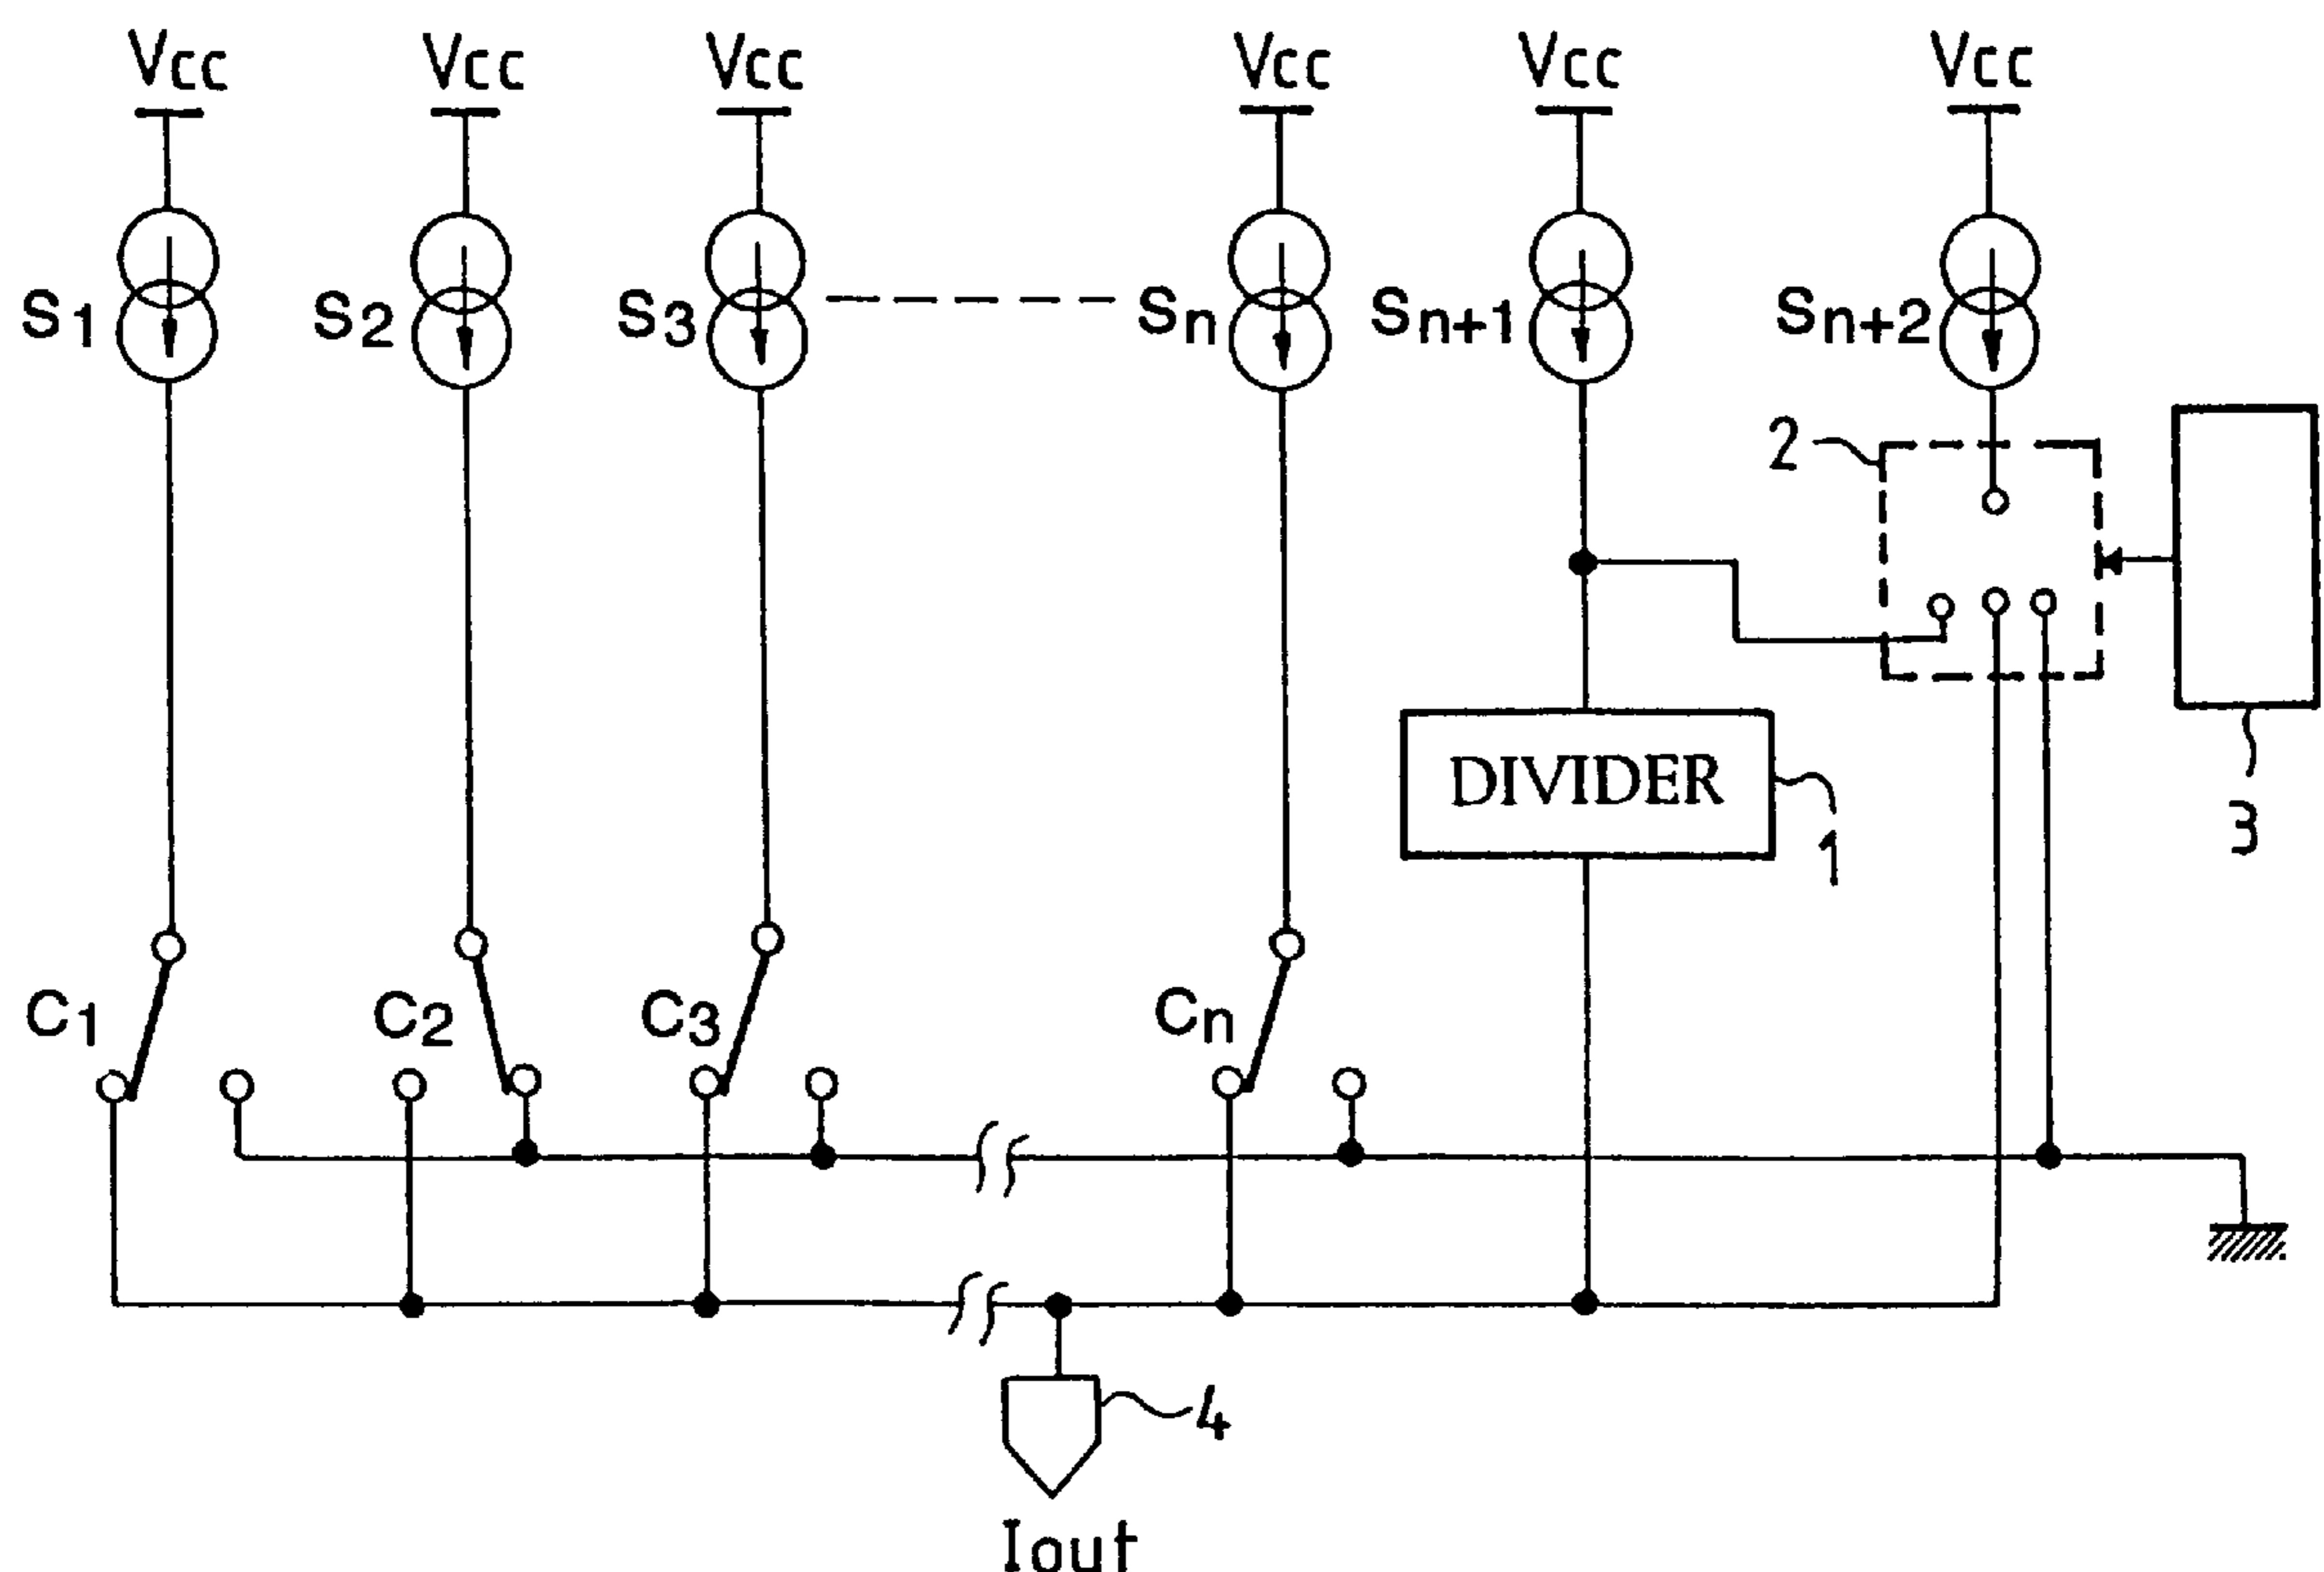 Vcc Vcc Vcc Vcc Vcc Vcc
S1 S2 S3 Sn Sn+1 Sn+2
2
DIVIDER
1
3
C1 C2 C3 Cn
4
Iout